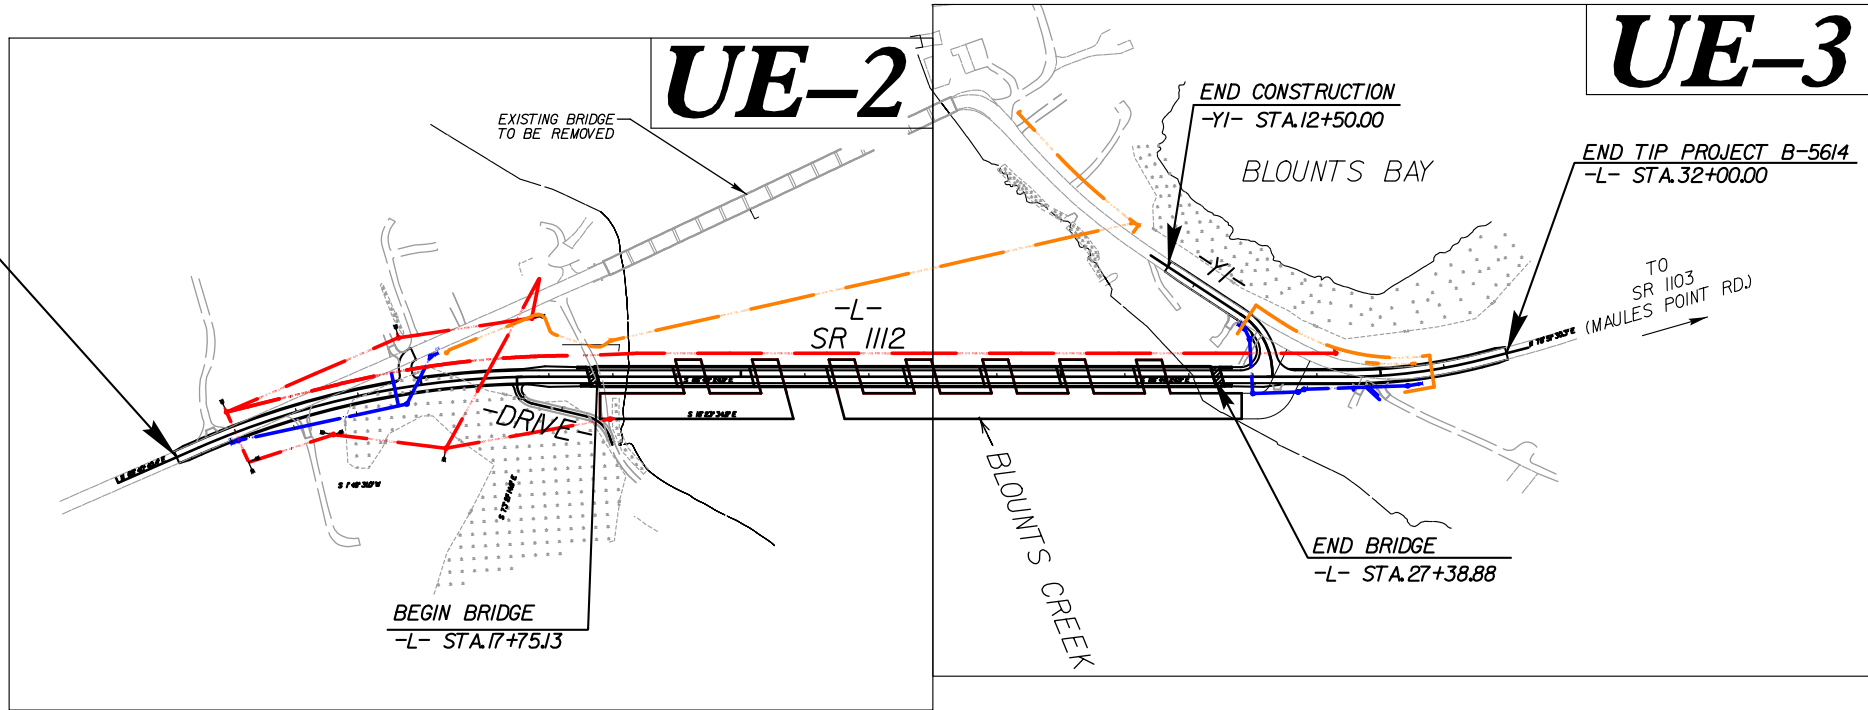 UE-2
UE-3
EXISTING BRIDGE
TO BE REMOVED
END CONSTRUCTION
-Y1- STA.12+50.00
BLOUNTS BAY
END TIP PROJECT B-5614
-L- STA.32+00.00
TO
SR 1103
(MAULES POINT RD.)
-Y1-
-L-
SR 1112
-DRIVE-
BLOUNTS CREEK
END BRIDGE
-L- STA.27+38.88
BEGIN BRIDGE
-L- STA.17+75.13